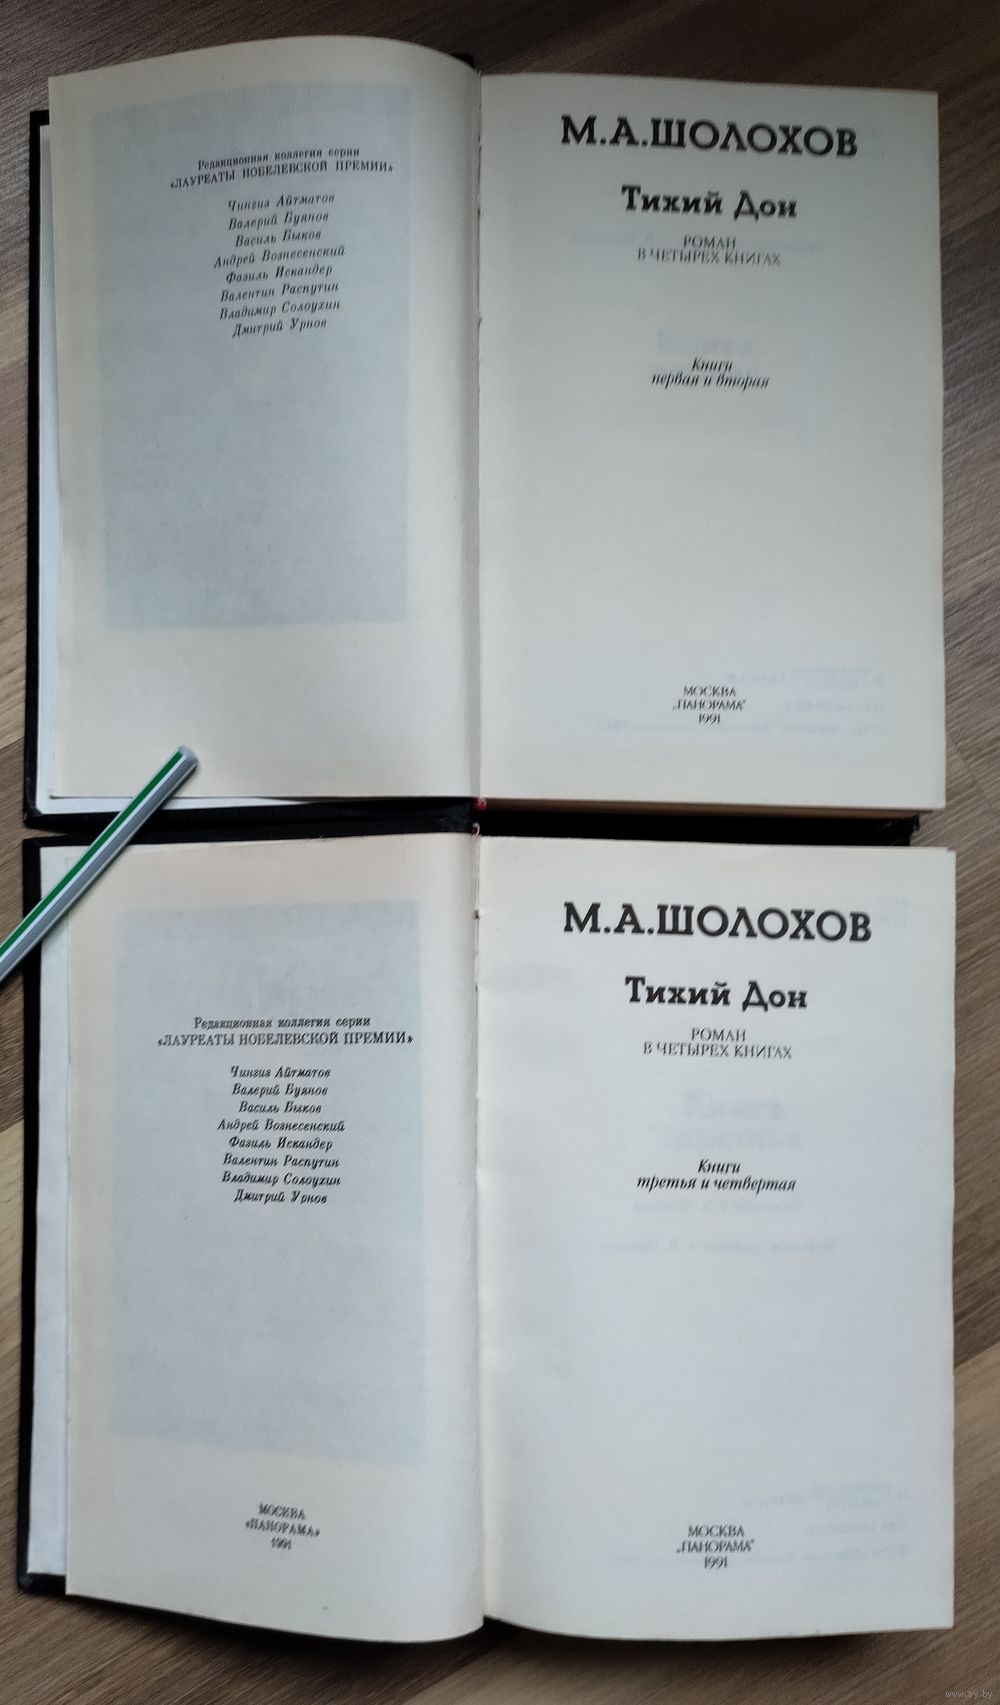 Редакционная коллегия серии
«ЛАУРЕАТЫ НОБЕЛЕВСКОЙ ПРЕМИИ»
Чингиз Айтматов
Валерий Буянов
Василь Быков
Андрей Вознесенский
Фазиль Искандер
Валентин Распутин
Владимир Солоухин
Дмитрий Урнов
М.А.ШОЛОХОВ
Тихий Дон
РОМАН
В ЧЕТЫРЕХ КНИГАХ
Книги
первая и вторая
МОСКВА
„ПАНОРАМА"
1991
Редакционная коллегия серии
«ЛАУРЕАТЫ НОБЕЛЕВСКОЙ ПРЕМИИ»
Чингиз Айтматов
Валерий Буянов
Василь Быков
Андрей Вознесенский
Фазиль Искандер
Валентин Распутин
Владимир Солоухин
Дмитрий Урнов
МОСКВА
«ПАНОРАМА»
1991
М.А.ШОЛОХОВ
Тихий Дон
РОМАН
В ЧЕТЫРЕХ КНИГАХ
Книги
третья и четвертая
МОСКВА
„ПАНОРАМА"
1991
www.ay.by